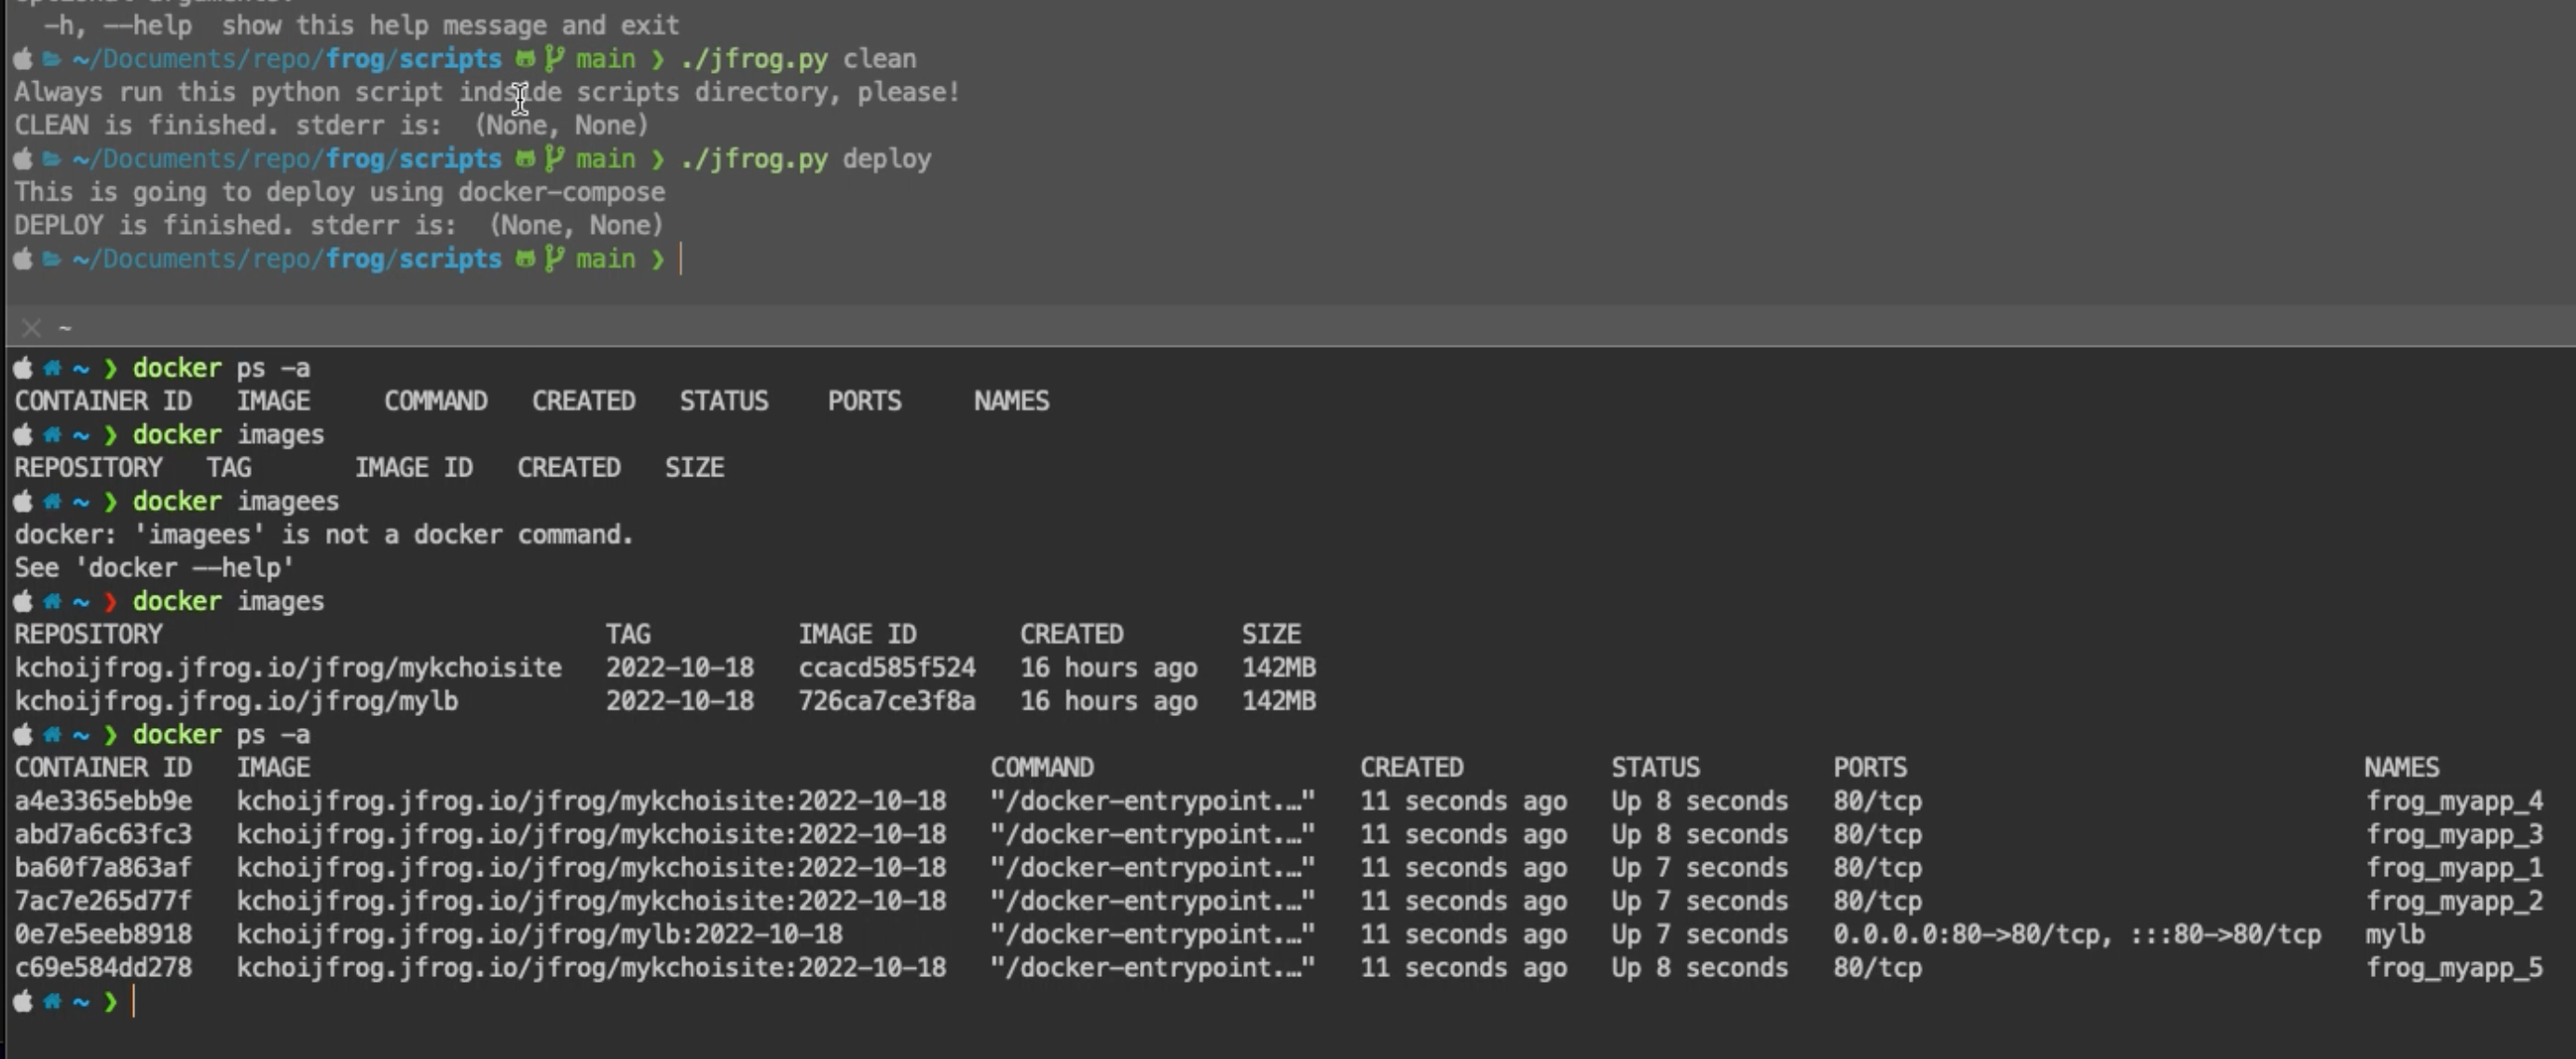 optional arguments:
-h, --help  show this help message and exit
~/Documents/repo/frog/scripts main ❯ ./jfrog.py clean
Always run this python script indside scripts directory, please!
CLEAN is finished. stderr is:  (None, None)
~/Documents/repo/frog/scripts main ❯ ./jfrog.py deploy
This is going to deploy using docker-compose
DEPLOY is finished. stderr is:  (None, None)
~/Documents/repo/frog/scripts main ❯
~
~ ❯ docker ps -a
CONTAINER ID   IMAGE     COMMAND   CREATED   STATUS    PORTS     NAMES
~ ❯ docker images
REPOSITORY   TAG       IMAGE ID   CREATED   SIZE
~ ❯ docker imagees
docker: 'imagees' is not a docker command.
See 'docker --help'
~ ❯ docker images
REPOSITORY                              TAG          IMAGE ID       CREATED        SIZE
kchoijfrog.jfrog.io/jfrog/mykchoisite   2022-10-18   ccacd585f524   16 hours ago   142MB
kchoijfrog.jfrog.io/jfrog/mylb          2022-10-18   726ca7ce3f8a   16 hours ago   142MB
~ ❯ docker ps -a
CONTAINER ID   IMAGE                                              COMMAND                  CREATED          STATUS         PORTS                               NAMES
a4e3365ebb9e   kchoijfrog.jfrog.io/jfrog/mykchoisite:2022-10-18   "/docker-entrypoint.…"   11 seconds ago   Up 8 seconds   80/tcp                              frog_myapp_4
abd7a6c63fc3   kchoijfrog.jfrog.io/jfrog/mykchoisite:2022-10-18   "/docker-entrypoint.…"   11 seconds ago   Up 8 seconds   80/tcp                              frog_myapp_3
ba60f7a863af   kchoijfrog.jfrog.io/jfrog/mykchoisite:2022-10-18   "/docker-entrypoint.…"   11 seconds ago   Up 7 seconds   80/tcp                              frog_myapp_1
7ac7e265d77f   kchoijfrog.jfrog.io/jfrog/mykchoisite:2022-10-18   "/docker-entrypoint.…"   11 seconds ago   Up 7 seconds   80/tcp                              frog_myapp_2
0e7e5eeb8918   kchoijfrog.jfrog.io/jfrog/mylb:2022-10-18          "/docker-entrypoint.…"   11 seconds ago   Up 7 seconds   0.0.0.0:80->80/tcp, :::80->80/tcp   mylb
c69e584dd278   kchoijfrog.jfrog.io/jfrog/mykchoisite:2022-10-18   "/docker-entrypoint.…"   11 seconds ago   Up 8 seconds   80/tcp                              frog_myapp_5
~ ❯